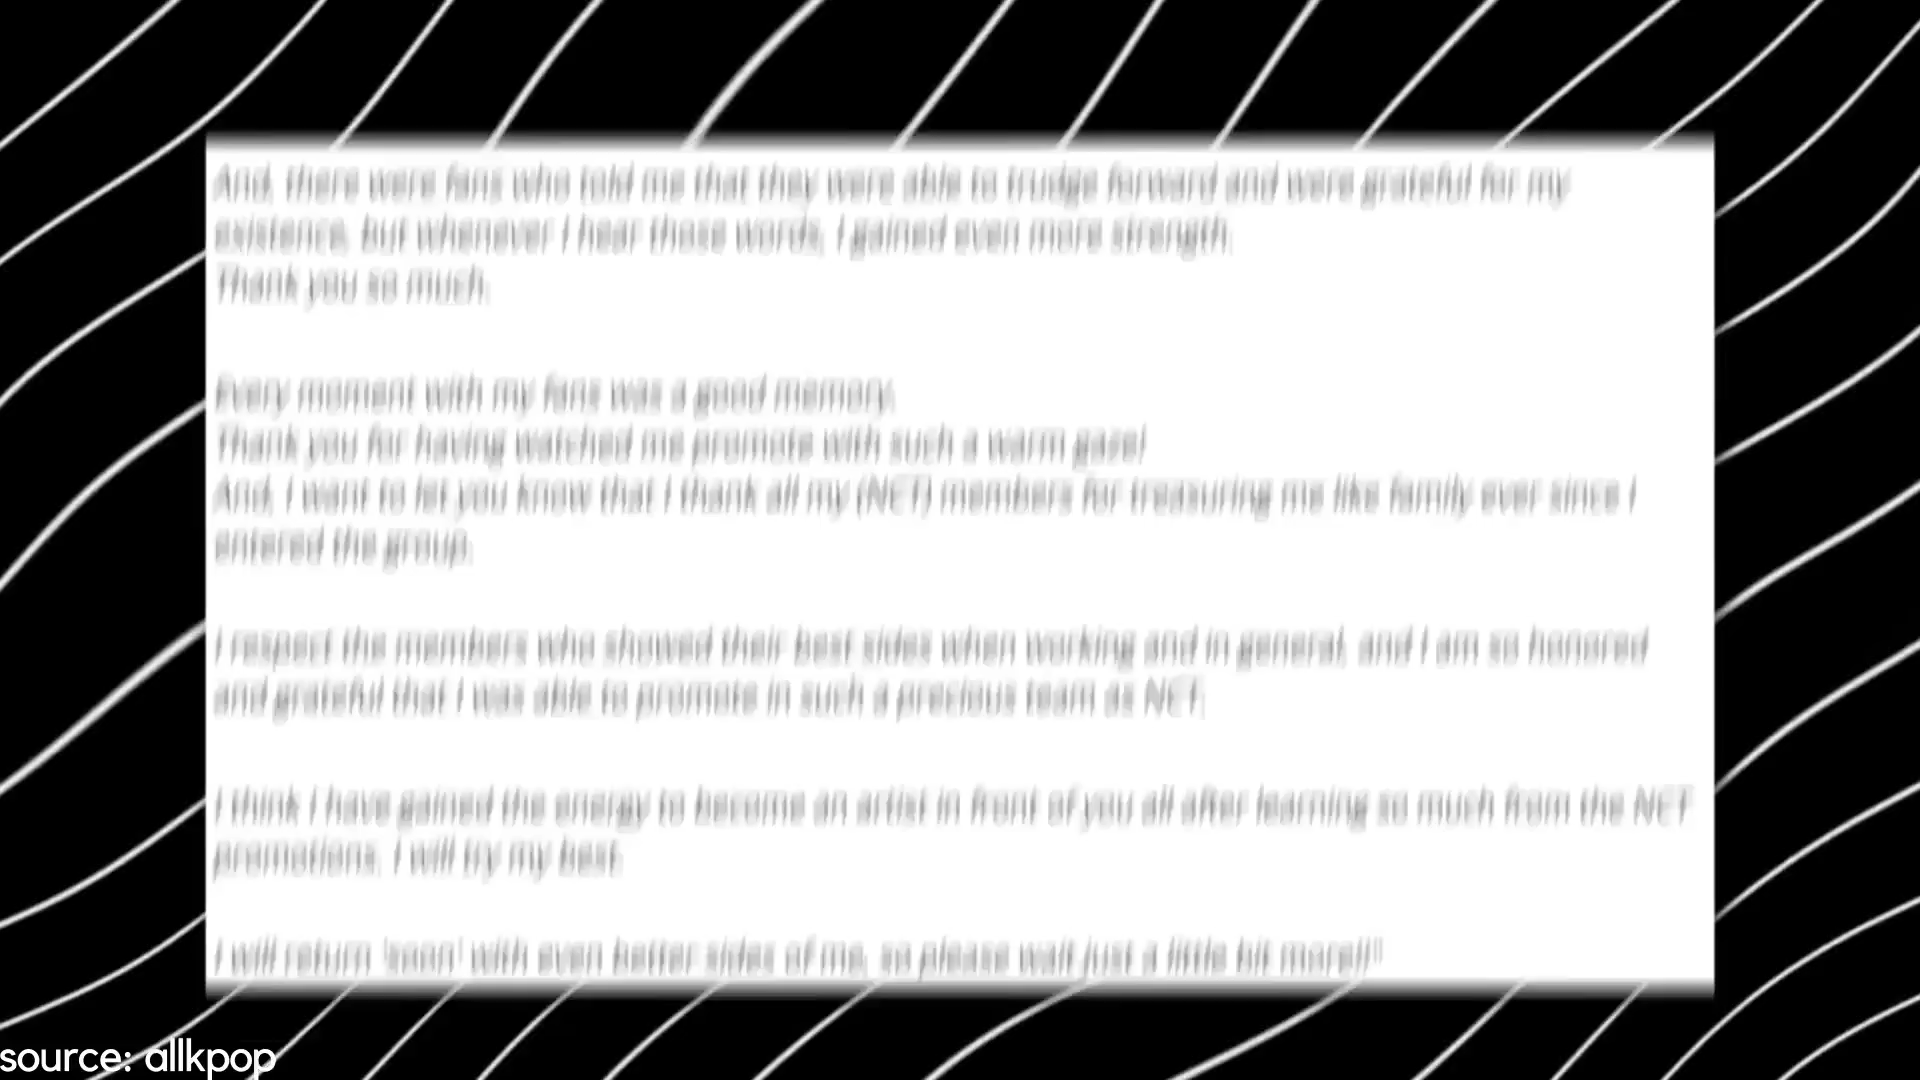 And, there were fans who told me that they were able to trudge forward and were grateful for my
existence, but whenever I hear those words, I gained even more strength.
Thank you so much.
Every moment with my fans was a good memory.
Thank you for having watched me promote with such a warm gaze!
And, I want to let you know that I thank all my (NCT) members for treasuring me like family ever since I
entered the group.
I respect the members who showed their best sides when working and in general, and I am so honored
and grateful that I was able to promote in such a precious team as NCT.
I think I have gained the energy to become an artist in front of you all after learning so much from the NCT
promotions. I will try my best.
I will return 'soon' with even better sides of me, so please wait just a little bit more!!"
source: allkpop